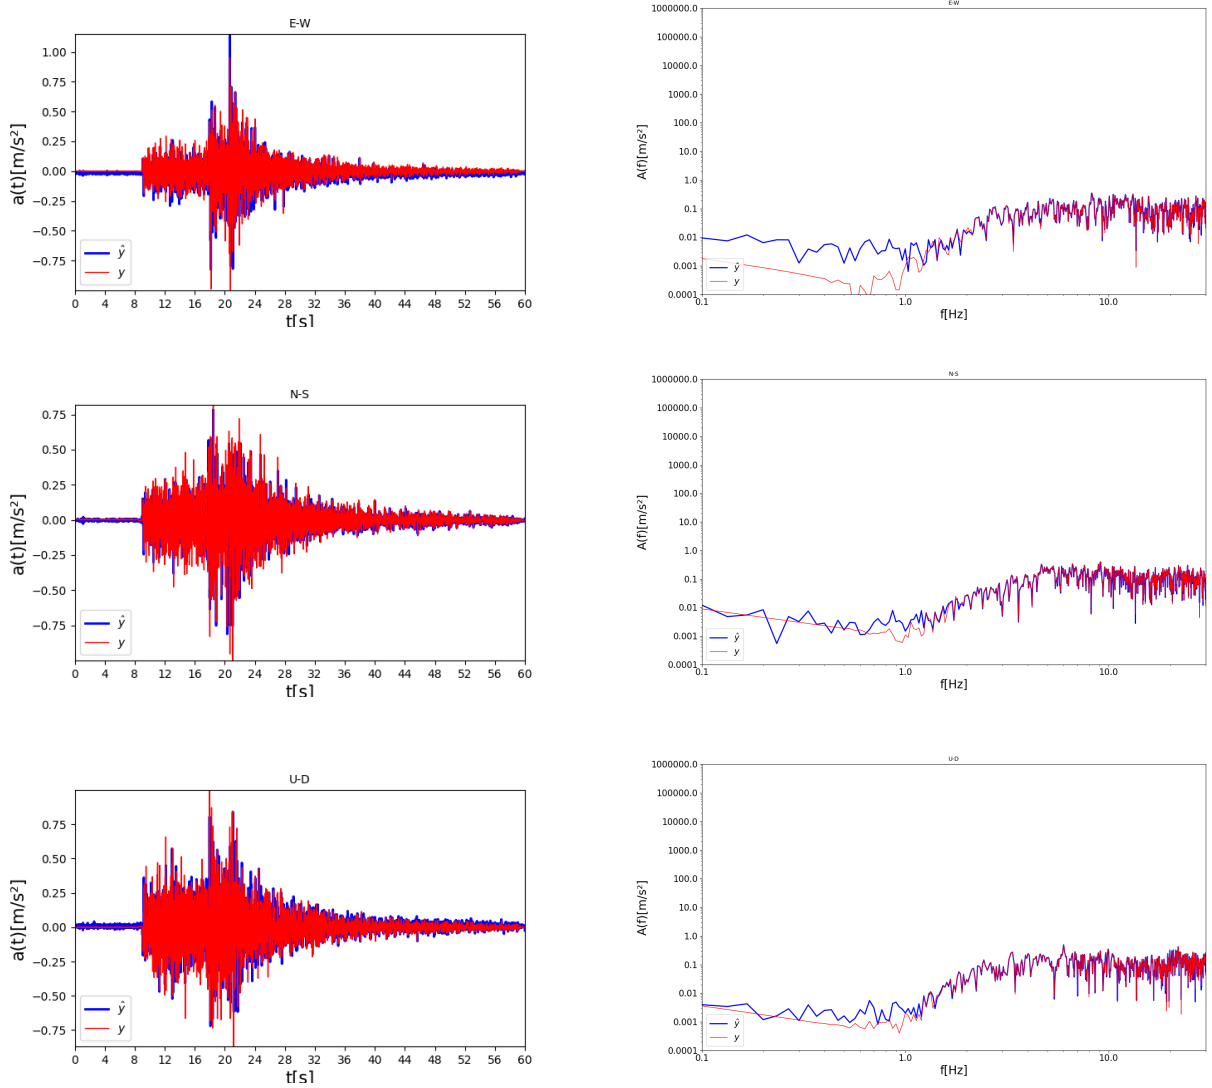 E-W
a(t)[m/s²]
1.00
0.75
0.50
0.25
0.00
−0.25
−0.50
−0.75
ŷ
y
0 4 8 12 16 20 24 28 32 36 40 44 48 52 56 60
t[s]
E-W
A(f)[m/s²]
1000000.0
100000.0
10000.0
1000.0
100.0
10.0
1.0
0.1
0.01
0.001
0.0001
ŷ
y
0.1 1.0 10.0
f[Hz]
N-S
a(t)[m/s²]
0.75
0.50
0.25
0.00
−0.25
−0.50
−0.75
ŷ
y
0 4 8 12 16 20 24 28 32 36 40 44 48 52 56 60
t[s]
N-S
A(f)[m/s²]
1000000.0
100000.0
10000.0
1000.0
100.0
10.0
1.0
0.1
0.01
0.001
0.0001
ŷ
y
0.1 1.0 10.0
f[Hz]
U-D
a(t)[m/s²]
0.75
0.50
0.25
0.00
−0.25
−0.50
−0.75
ŷ
y
0 4 8 12 16 20 24 28 32 36 40 44 48 52 56 60
t[s]
U-D
A(f)[m/s²]
1000000.0
100000.0
10000.0
1000.0
100.0
10.0
1.0
0.1
0.01
0.001
0.0001
ŷ
y
0.1 1.0 10.0
f[Hz]